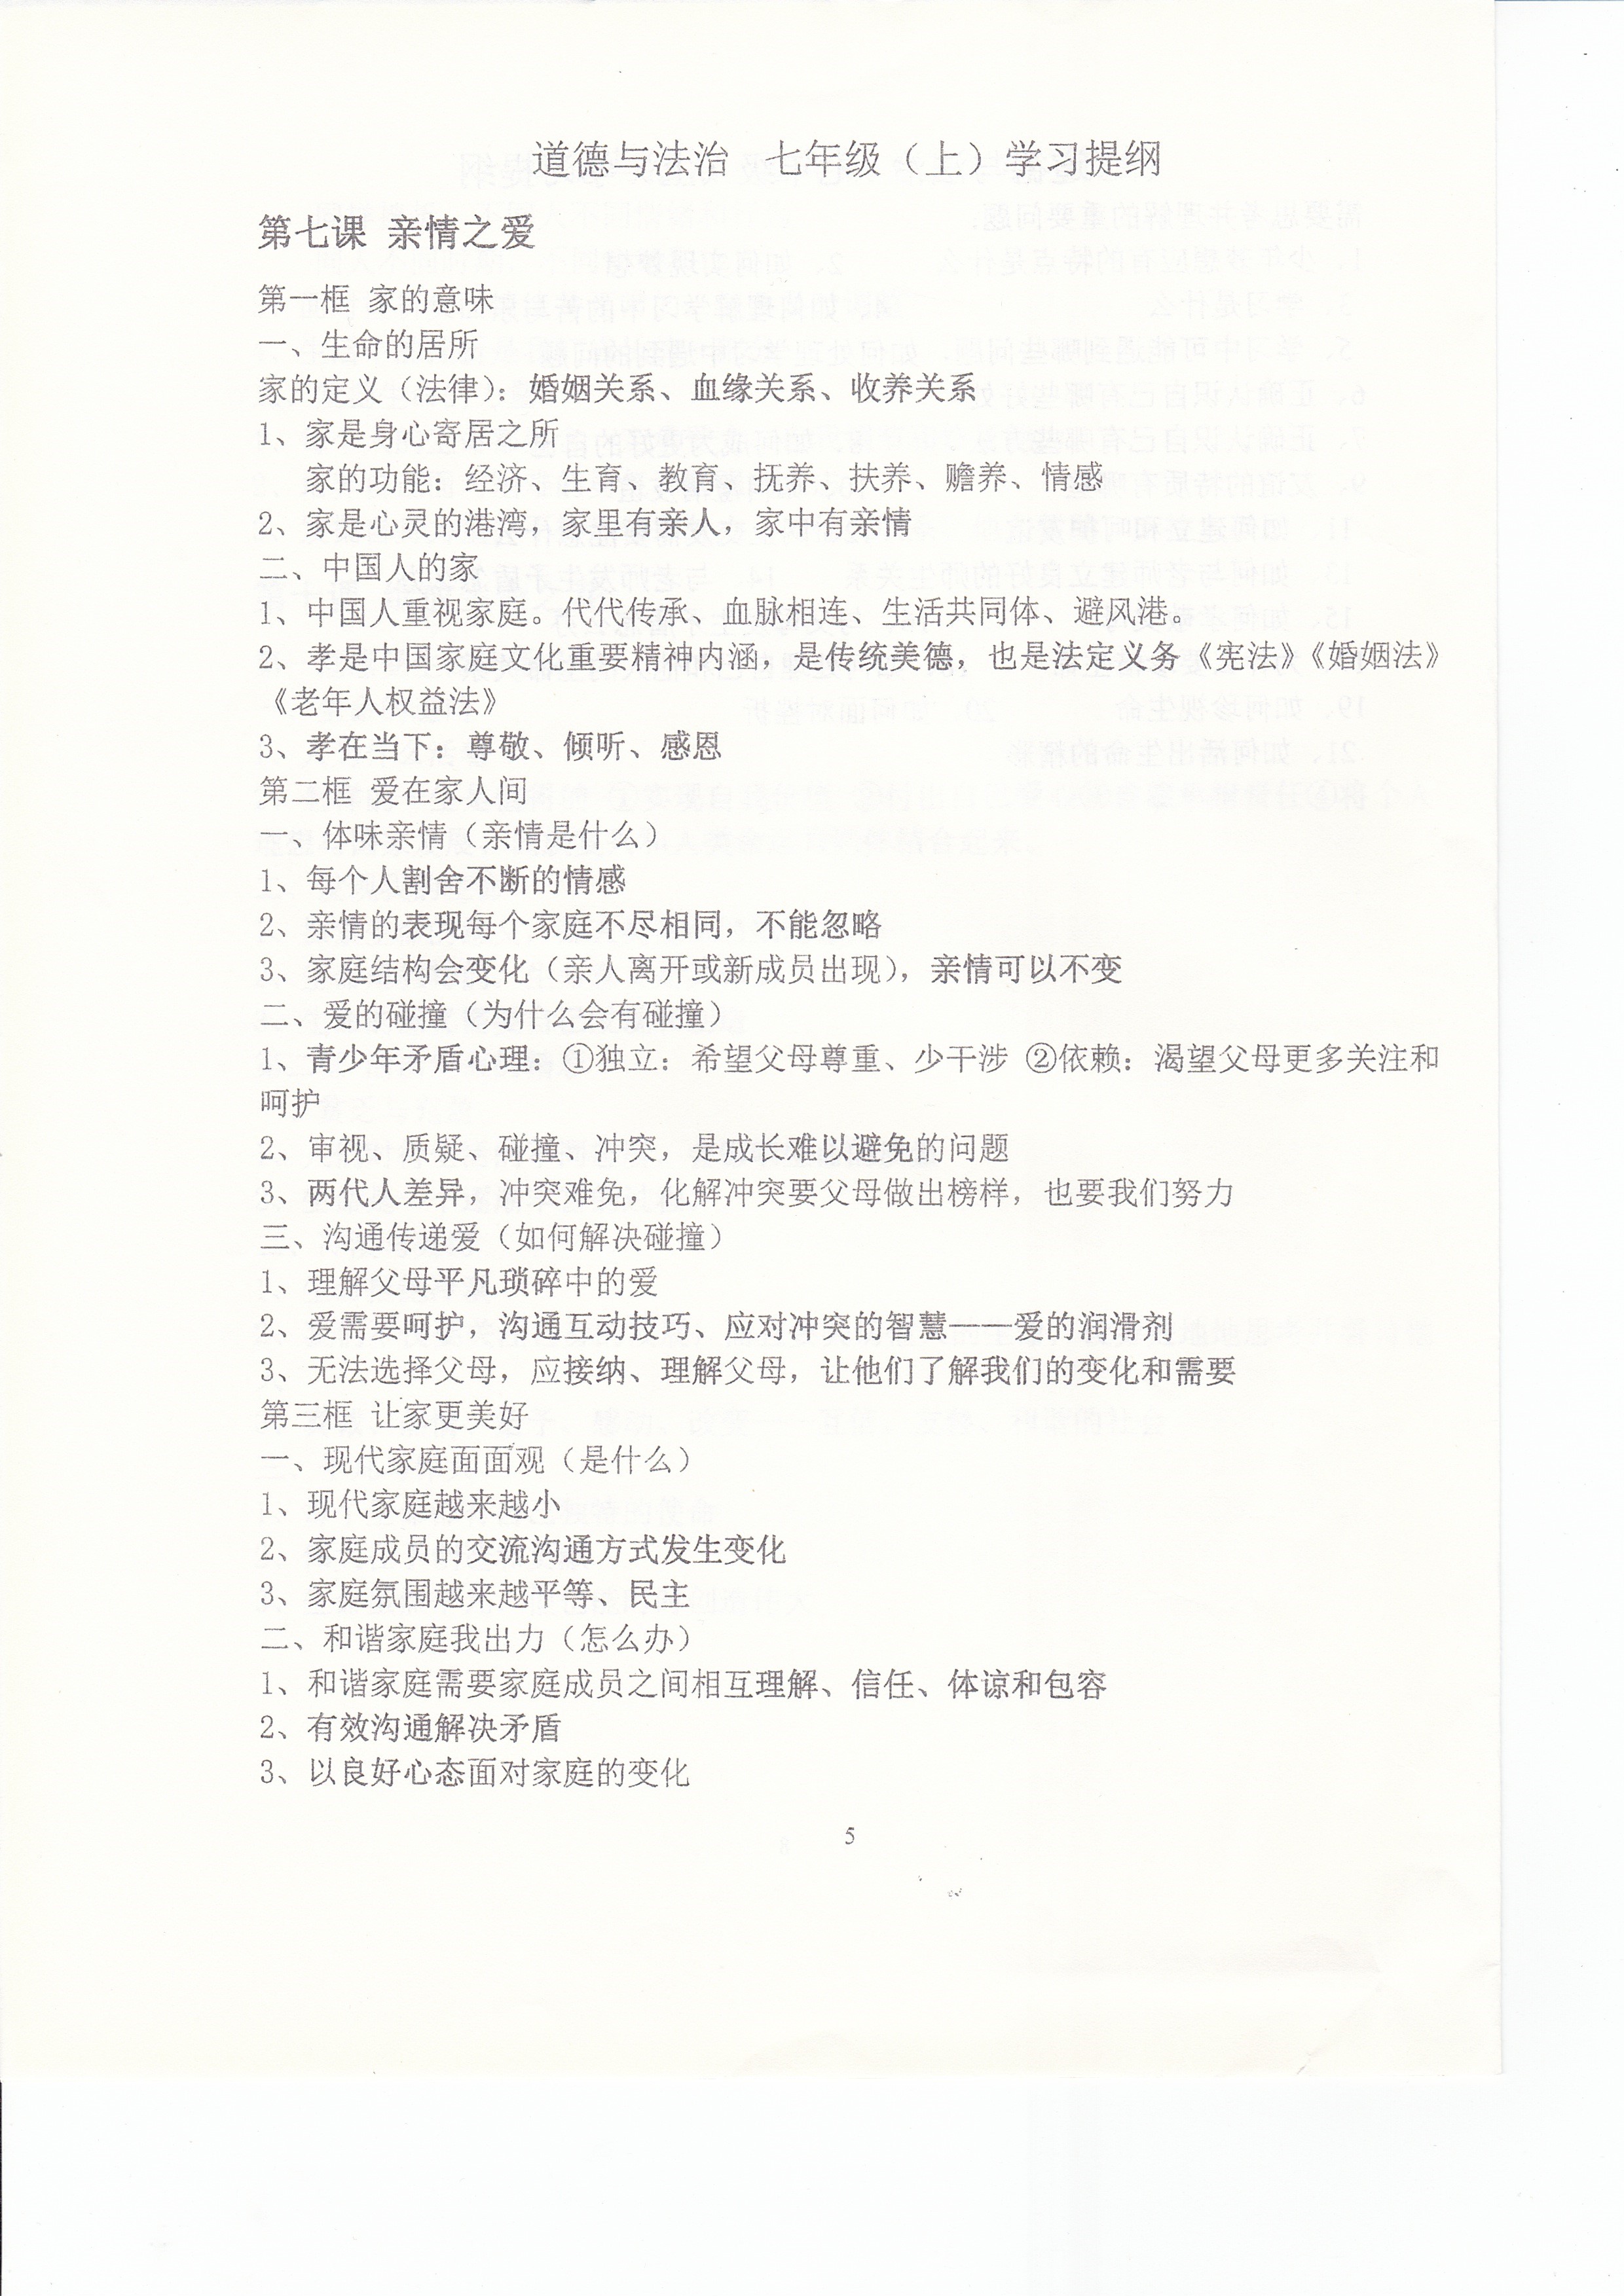 道德与法治 七年级（上）学习提纲
第七课 亲情之爱
第一框 家的意味
一、生命的居所
家的定义（法律）：婚姻关系、血缘关系、收养关系
1、家是身心寄居之所
家的功能：经济、生育、教育、抚养、扶养、赡养、情感
2、家是心灵的港湾，家里有亲人，家中有亲情
二、中国人的家
1、中国人重视家庭。代代传承、血脉相连、生活共同体、避风港。
2、孝是中国家庭文化重要精神内涵，是传统美德，也是法定义务《宪法》《婚姻法》
《老年人权益法》
3、孝在当下：尊敬、倾听、感恩
第二框 爱在家人间
一、体味亲情（亲情是什么）
1、每个人割舍不断的情感
2、亲情的表现每个家庭不尽相同，不能忽略
3、家庭结构会变化（亲人离开或新成员出现），亲情可以不变
二、爱的碰撞（为什么会有碰撞）
1、青少年矛盾心理：①独立：希望父母尊重、少干涉 ②依赖：渴望父母更多关注和
呵护
2、审视、质疑、碰撞、冲突，是成长难以避免的问题
3、两代人差异，冲突难免，化解冲突要父母做出榜样，也要我们努力
三、沟通传递爱（如何解决碰撞）
1、理解父母平凡琐碎中的爱
2、爱需要呵护，沟通互动技巧、应对冲突的智慧——爱的润滑剂
3、无法选择父母，应接纳、理解父母，让他们了解我们的变化和需要
第三框 让家更美好
一、现代家庭面面观（是什么）
1、现代家庭越来越小
2、家庭成员的交流沟通方式发生变化
3、家庭氛围越来越平等、民主
二、和谐家庭我出力（怎么办）
1、和谐家庭需要家庭成员之间相互理解、信任、体谅和包容
2、有效沟通解决矛盾
3、以良好心态面对家庭的变化
5